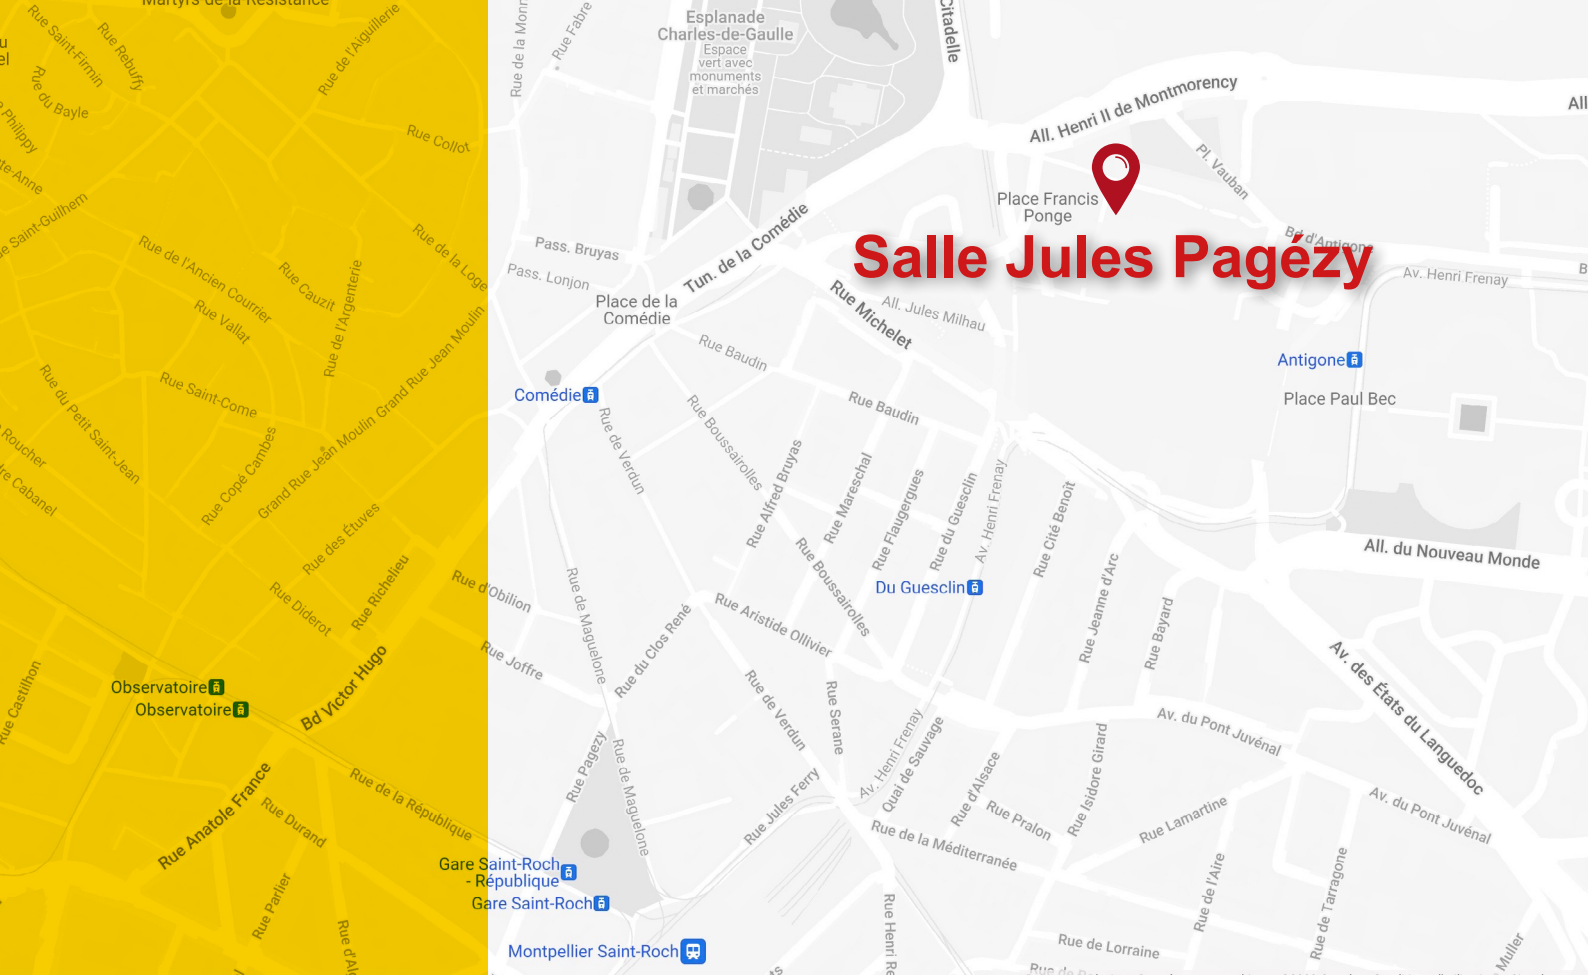 Martyrs de la Résistance
Rue Saint-Firmin
Rue Rebuffy
Rue de l'Aiguillerie
Rue du Bayle
Philippy
Rue Collot
Rue Fabre
Esplanade
Charles-de-Gaulle
Espace
vert avec
monuments
et marchés
Citadelle
All. Henri II de Montmorency
All
Pl. Vauban
Place Francis
Ponge
Salle Jules Pagézy
Bd d'Antigone
Av. Henri Frenay
Saint-Guilhem
Rue de l'Ancien Courrier
Rue Cauzit
Rue Vallat
Rue de l'Argenterie
Rue de la Loge
Pass. Bruyas
Pass. Lonjon
Tun. de la Comédie
Place de la
Comédie
Rue Michelet
All. Jules Milhau
Rue Baudin
Antigone
Place Paul Bec
Comédie
Rue Baudin
Rue Saint-Come
Grand Rue Jean Moulin
Grand Rue Jean Moulin
Rue du Petit Saint-Jean
Rue Copé Cambes
Roucher
Cabanel
Rue des Étuves
Rue de Verdun
Rue Boussairolles
Rue Alfred Bruyas
Rue Mareschal
Rue Flaugergues
Rue du Guesclin
Av. Henri Frenay
Rue Cité Benoît
All. du Nouveau Monde
Rue Richelieu
Rue Diderot
Rue d'Obilion
Rue de Maguelone
Rue Boussairolles
Du Guesclin
Rue Jeanne d'Arc
Rue Bayard
Rue Aristide Ollivier
Rue du Clos René
Rue Joffre
Bd Victor Hugo
Observatoire
Observatoire
Rue Castilhon
Rue de Verdun
Rue Serane
Av. Henri Frenay
Quai de Sauvage
Av. du Pont Juvénal
Av. des États du Languedoc
Rue Pagezy
Rue de Maguelone
Rue Jules Ferry
Rue d'Alsace
Rue Isidore Girard
Rue Anatole France
Rue Durand
Rue de la République
Rue Pralon
Rue Lamartine
Av. du Pont Juvénal
Rue de la Méditerranée
Gare Saint-Roch
- République
Gare Saint-Roch
Rue Parlier
Rue de l'Aire
Rue de Tarragone
Montpellier Saint-Roch
Rue de Lorraine
Muller